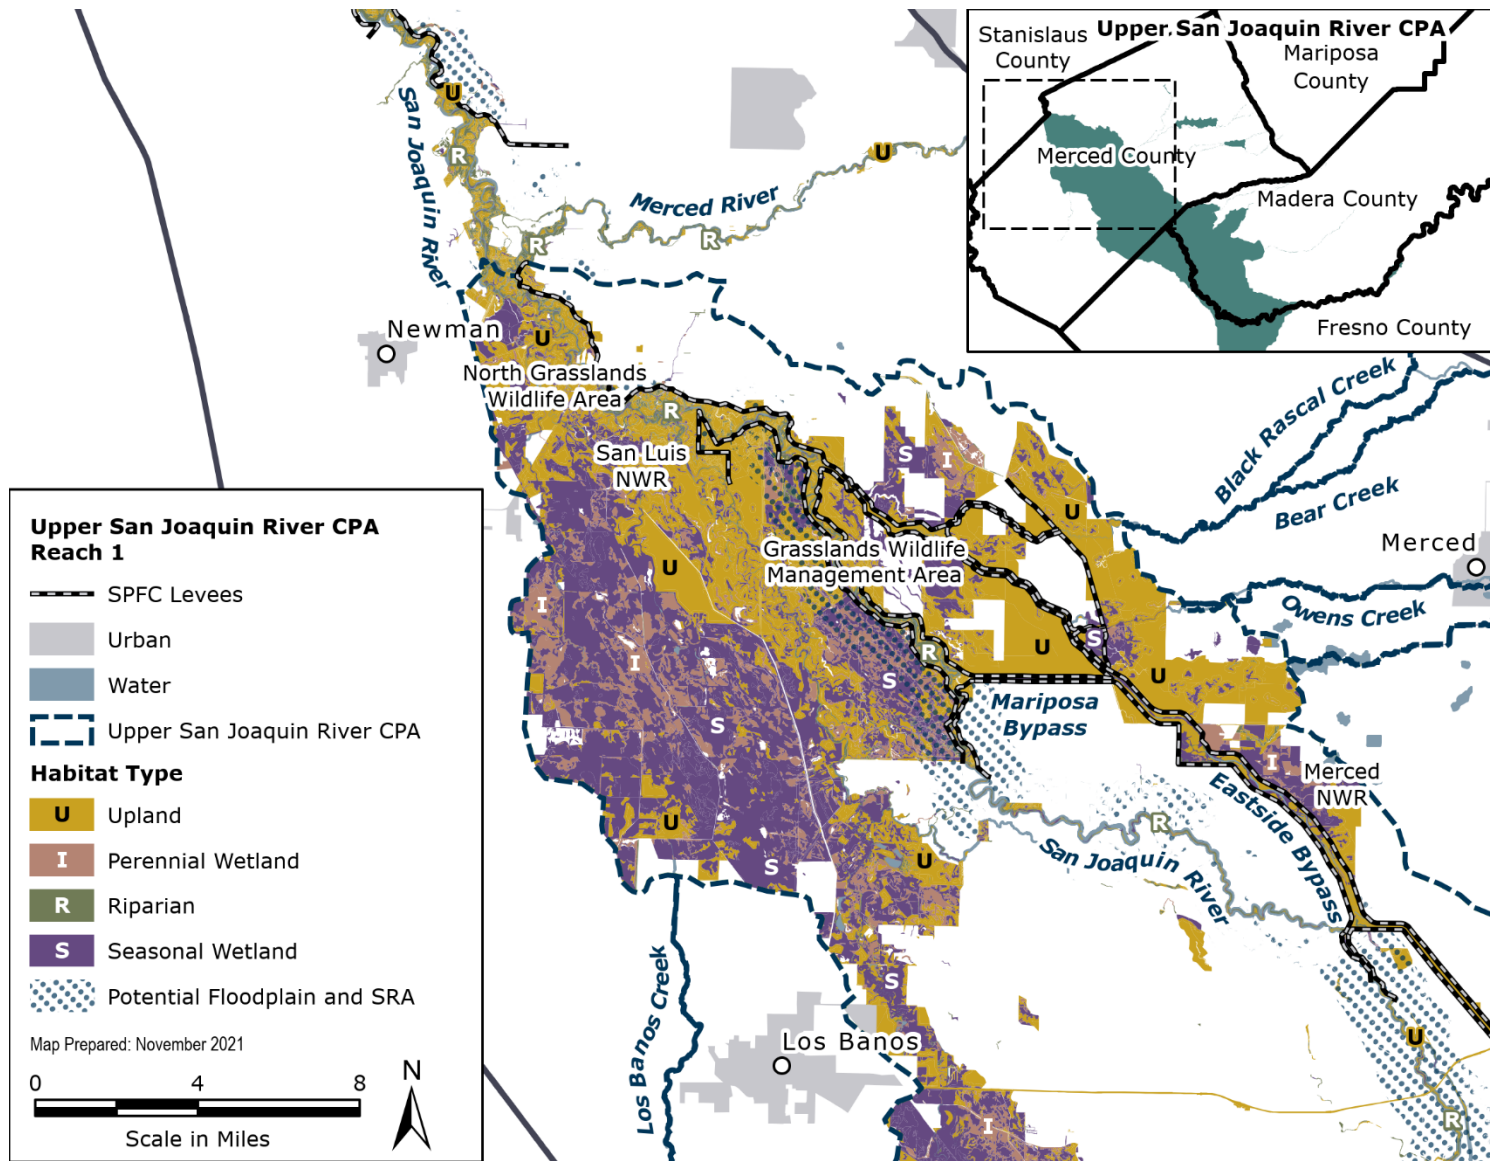 Upper San Joaquin River CPA
Stanislaus
County
Mariposa
County
Merced County
Madera County
Fresno County
U
San Joaquin River
R
U
Merced River
R
R
Newman
U
North Grasslands
Wildlife Area
R
San Luis
NWR
S
I
U
Black Rascal Creek
Bear Creek
Merced
Grasslands Wildlife
Management Area
U
I
Owens Creek
I
R
U
S
U
S
S
Mariposa
Bypass
I
Merced
NWR
Eastside Bypass
U
S
U
San Joaquin River
R
S
Los Banos Creek
Los Banos
U
I
R
Upper San Joaquin River CPA
Reach 1
SPFC Levees
Urban
Water
Upper San Joaquin River CPA
Habitat Type
U Upland
I Perennial Wetland
R Riparian
S Seasonal Wetland
Potential Floodplain and SRA
Map Prepared: November 2021
0 4 8
Scale in Miles
N